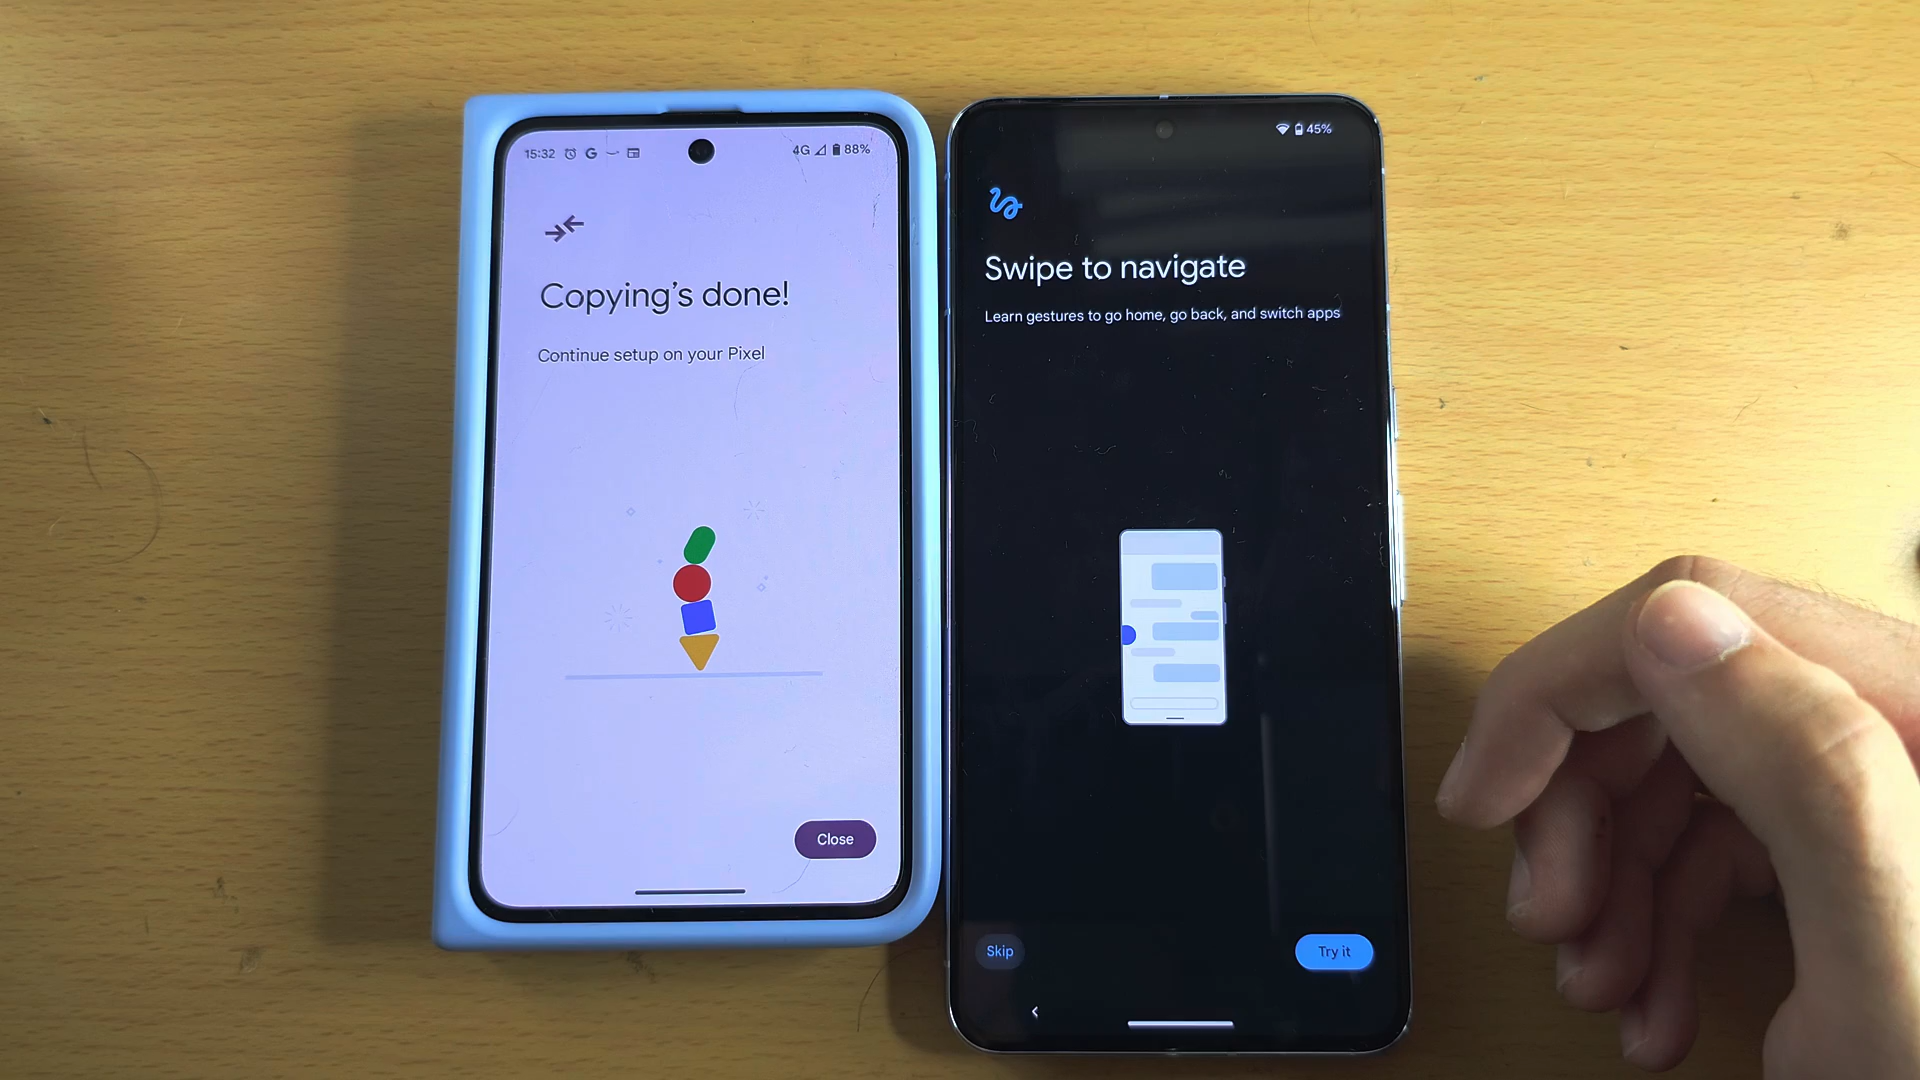 15:32 G 4G 88%
Copying's done!
Continue setup on your Pixel
Close
45%
Swipe to navigate
Learn gestures to go home, go back, and switch apps
Skip
Try it